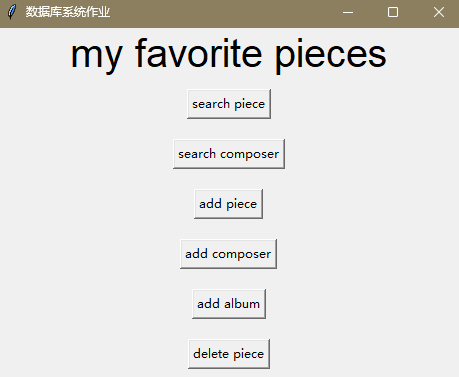 数据库系统作业
my favorite pieces
search piece
search composer
add piece
add composer
add album
delete piece